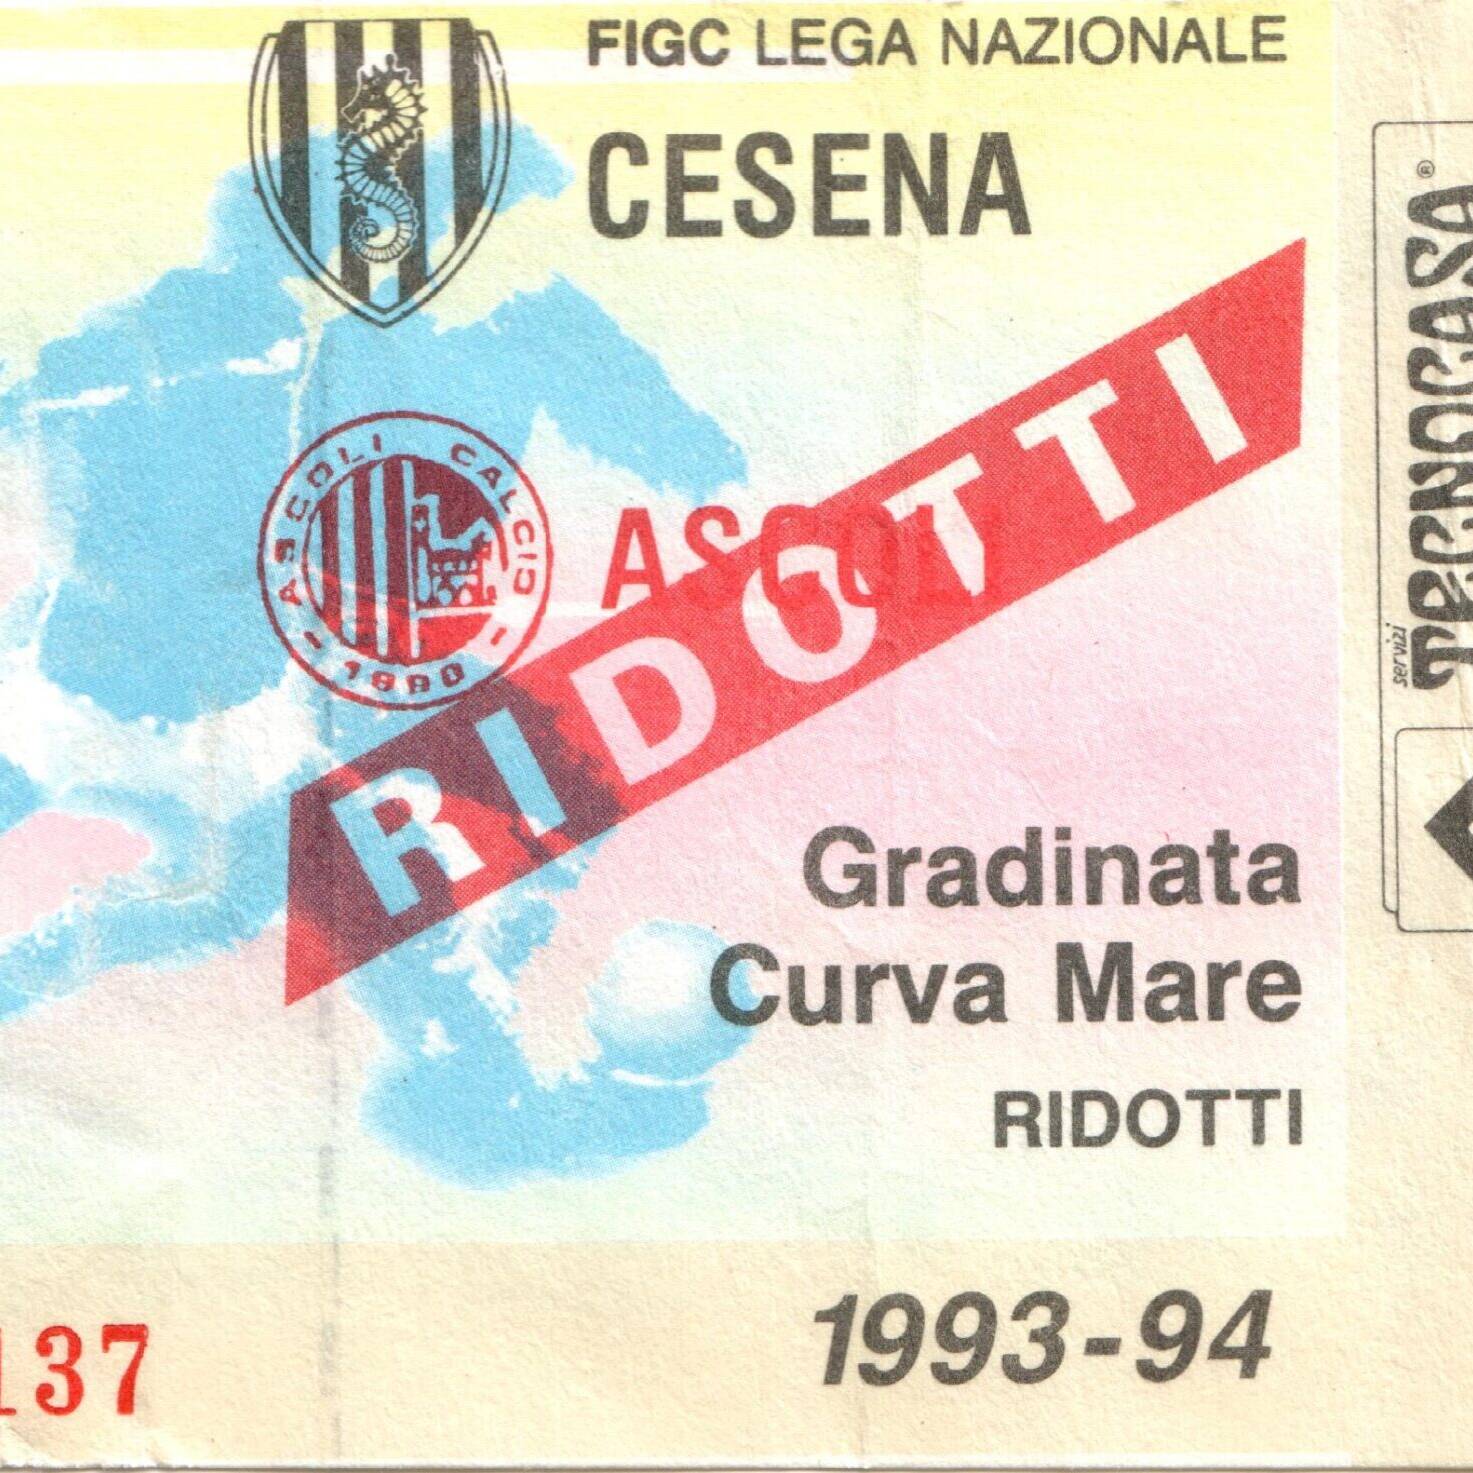 FIGC LEGA NAZIONALE
CESENA
ASCOLI CALCIO
1898
ASCOLI
RIDOTTI
Gradinata
Curva Mare
RIDOTTI
1993-94
137
servizi
TECNOCASA®